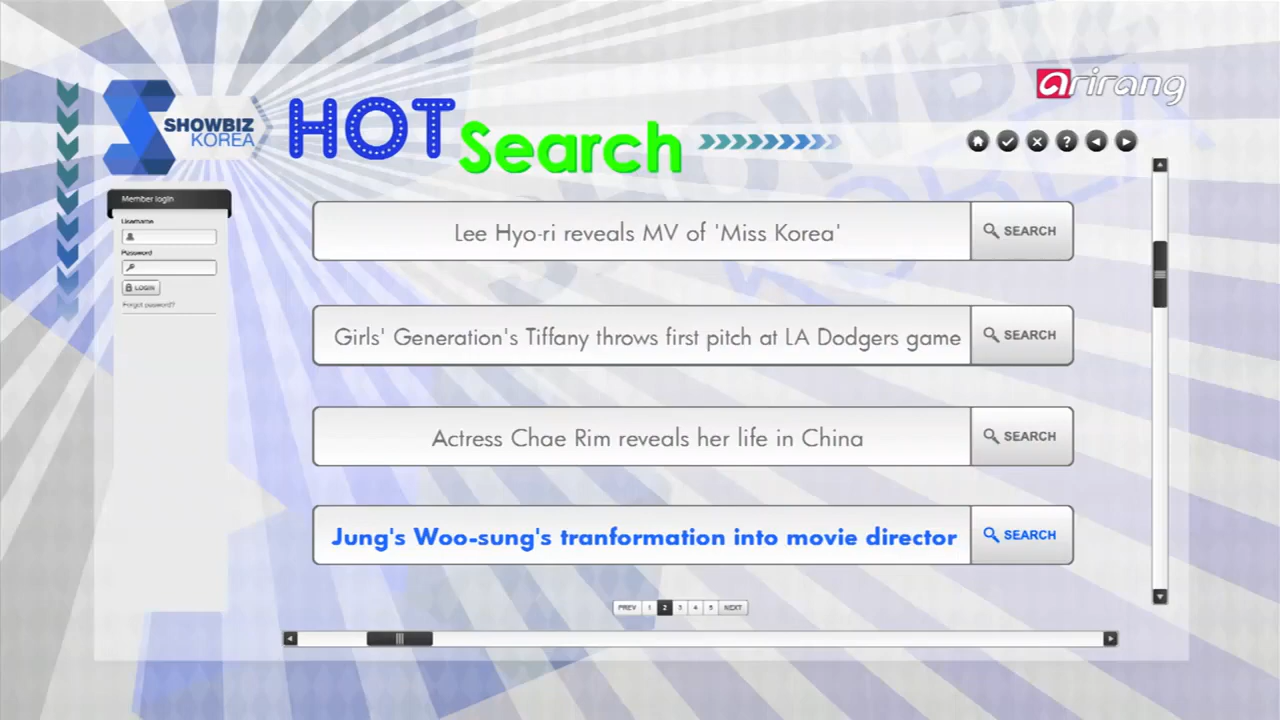 arirang
SHOWBIZ
KOREA
HOT
Search
?
Member login
Username
Password
LOGIN
Forgot password?
Lee Hyo-ri reveals MV of 'Miss Korea'
SEARCH
Girls' Generation's Tiffany throws first pitch at LA Dodgers game
SEARCH
Actress Chae Rim reveals her life in China
SEARCH
Jung's Woo-sung's tranformation into movie director
SEARCH
PREV 1 2 3 4 5 NEXT